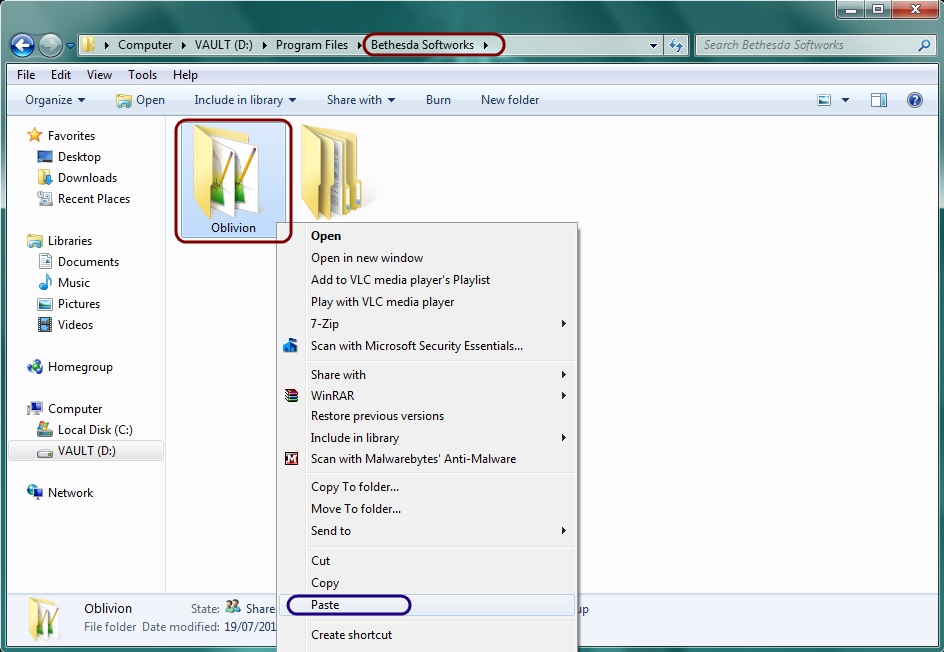 Computer ▸ VAULT (D:) ▸ Program Files ▸ Bethesda Softworks ▸
Search Bethesda Softworks
File Edit View Tools Help
Organize Open Include in library Share with Burn New folder
Favorites
Desktop
Downloads
Recent Places
Libraries
Documents
Music
Pictures
Videos
Homegroup
Computer
Local Disk (C:)
VAULT (D:)
Network
Oblivion
Open
Open in new window
Add to VLC media player's Playlist
Play with VLC media player
7-Zip
Scan with Microsoft Security Essentials...
Share with
WinRAR
Restore previous versions
Include in library
Scan with Malwarebytes' Anti-Malware
Copy To folder...
Move To folder...
Send to
Cut
Copy
Paste
Create shortcut
Oblivion State: Share
File folder Date modified: 19/07/201